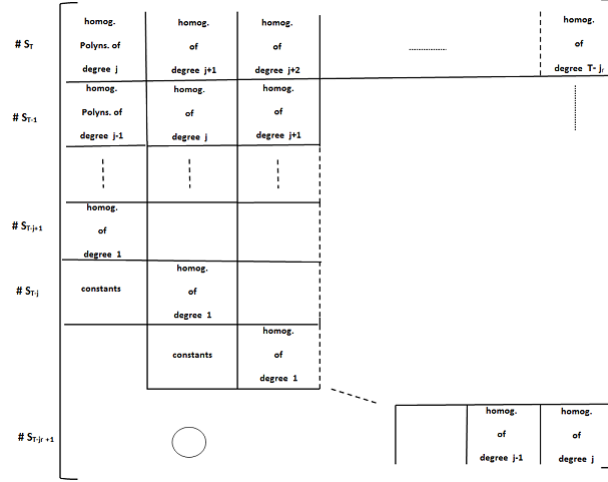 homog. homog. homog. homog.
# S_T Polyns. of of of ............ of
degree j degree j+1 degree j+2 degree T- j_r
homog. homog. homog.
# S_T-1 Polyns. of of of
degree j-1 degree j degree j+1
homog.
# S_T-j+1 of
degree 1
homog.
# S_T-j constants of
degree 1
homog.
constants of
degree 1
homog. homog.
# S_T-jr +1 of of
degree j-1 degree j